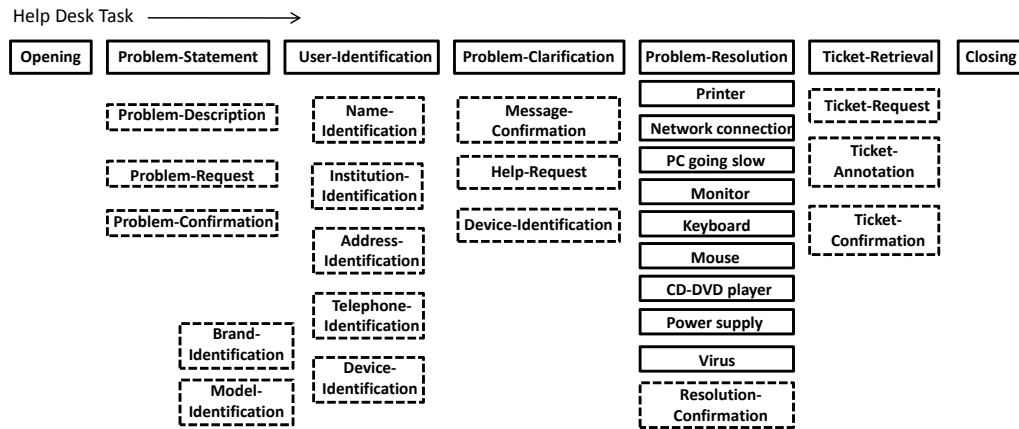 Help Desk Task
Opening
Problem-Statement
User-Identification
Problem-Clarification
Problem-Resolution
Ticket-Retrieval
Closing
Problem-Description
Problem-Request
Problem-Confirmation
Brand-
Identification
Model-
Identification
Name-
Identification
Institution-
Identification
Address-
Identification
Telephone-
Identification
Device-
Identification
Message-
Confirmation
Help-Request
Device-Identification
Printer
Network connection
PC going slow
Monitor
Keyboard
Mouse
CD-DVD player
Power supply
Virus
Resolution-
Confirmation
Ticket-Request
Ticket-
Annotation
Ticket-
Confirmation